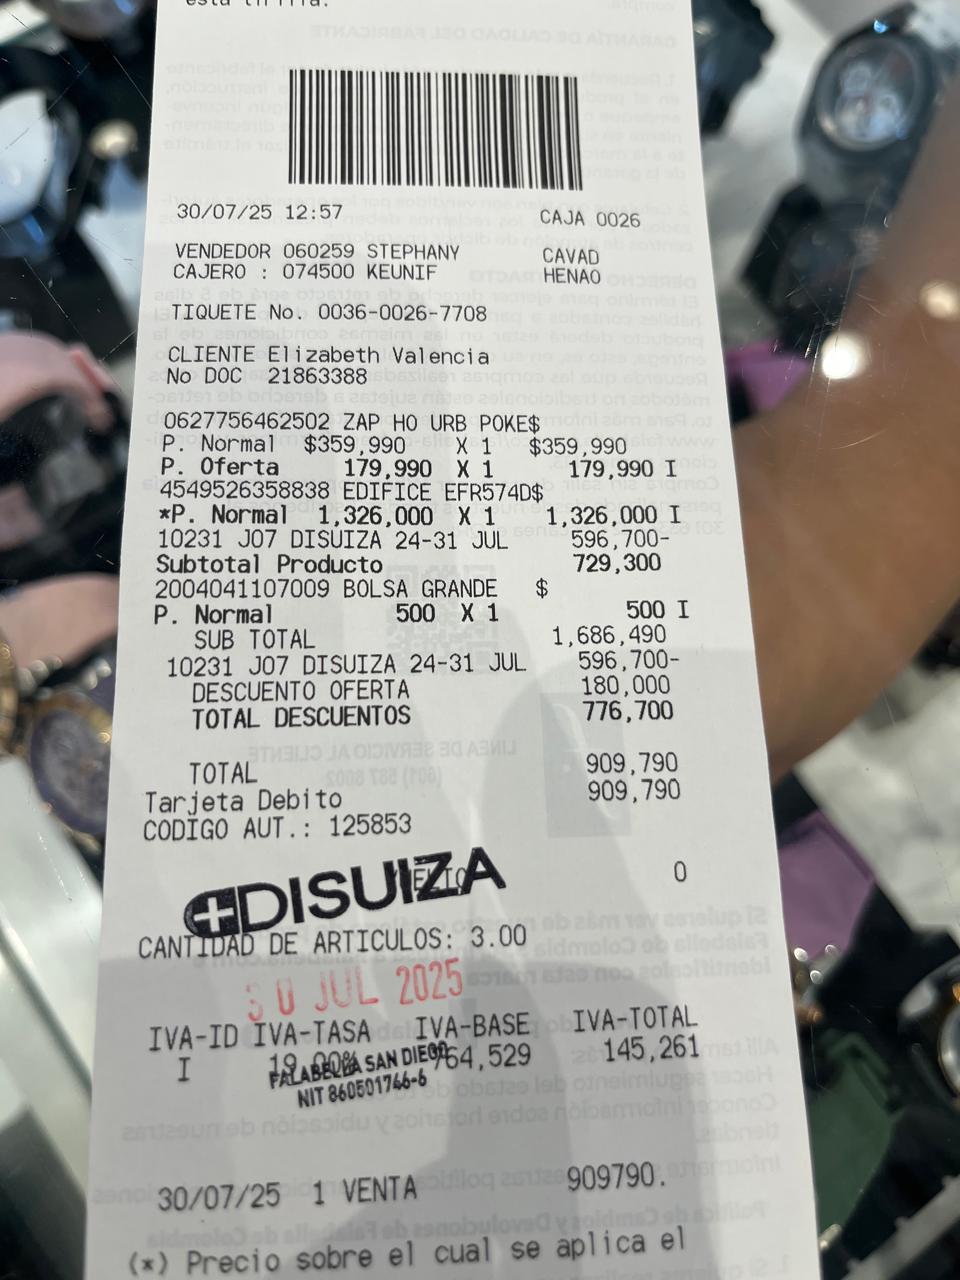 esta tirilla.
30/07/25 12:57 CAJA 0026
VENDEDOR 060259 STEPHANY CAVAD
CAJERO : 074500 KEUNIF HENAO
TIQUETE No. 0036-0026-7708
CLIENTE Elizabeth Valencia
No DOC 21863388
0627756462502 ZAP HO URB POKE$
P. Normal $359,990 X 1 $359,990
P. Oferta 179,990 X 1 179,990 I
4549526358838 EDIFICE EFR574D$
*P. Normal 1,326,000 X 1 1,326,000 I
10231 J07 DISUIZA 24-31 JUL 596,700-
Subtotal Producto 729,300
2004041107009 BOLSA GRANDE $
P. Normal 500 X 1 500 I
SUB TOTAL 1,686,490
10231 J07 DISUIZA 24-31 JUL 596,700-
DESCUENTO OFERTA 180,000
TOTAL DESCUENTOS 776,700
TOTAL 909,790
Tarjeta Debito 909,790
CODIGO AUT.: 125853
0
DISUIZA
CANTIDAD DE ARTICULOS: 3.00
30 JUL 2025
IVA-ID IVA-TASA IVA-BASE IVA-TOTAL
I 19.00% 764,529 145,261
FALABELLA SAN DIEGO
NIT 860501746-6
30/07/25 1 VENTA 909790.
(*) Precio sobre el cual se aplica el